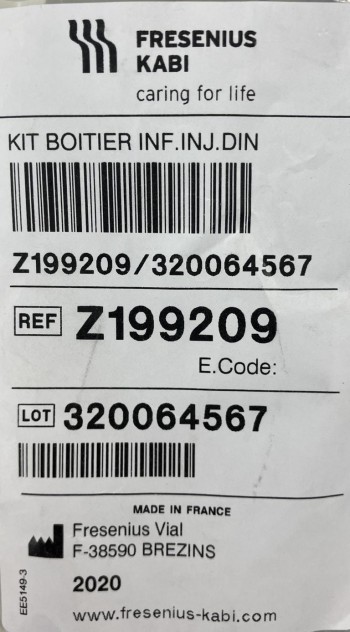 FRESENIUS
KABI
caring for life
KIT BOITIER INF.INJ.DIN
Z199209/320064567
REF Z199209
E.Code:
LOT 320064567
MADE IN FRANCE
Fresenius Vial
F-38590 BREZINS
2020
www.fresenius-kabi.com
EE5149-3